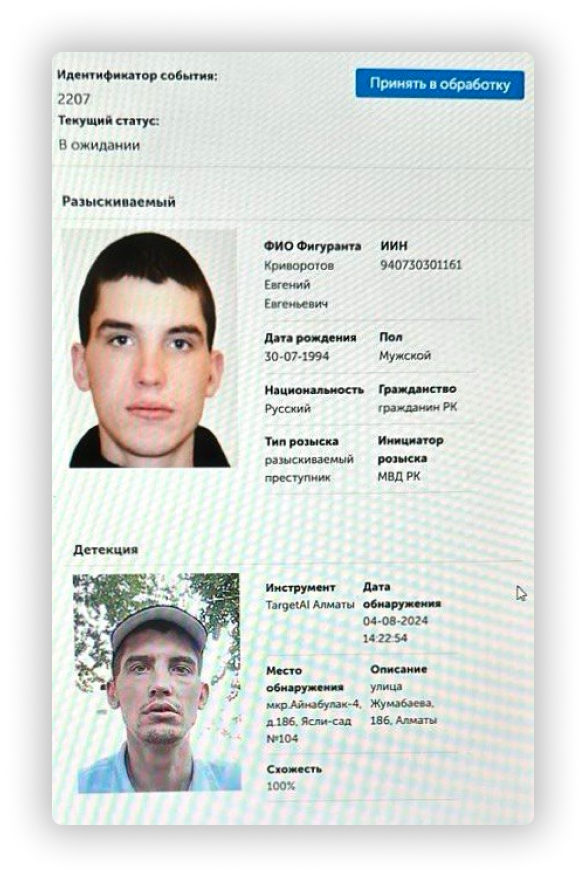 Идентификатор события:
2207
Принять в обработку
Текущий статус:
В ожидании
Разыскиваемый
ФИО Фигуранта
Криворотов
Евгений
Евгеньевич
ИИН
940730301161
Дата рождения
30-07-1994
Пол
Мужской
Национальность
Русский
Гражданство
гражданин РК
Тип розыска
разыскиваемый
преступник
Инициатор
розыска
МВД РК
Детекция
Инструмент
TargetAI Алматы
Дата
обнаружения
04-08-2024
14:22:54
Место
обнаружения
мкр.Айнабулак-4,
д.186, Ясли-сад
№104
Описание
улица
Жумабаева,
186, Алматы
Схожесть
100%